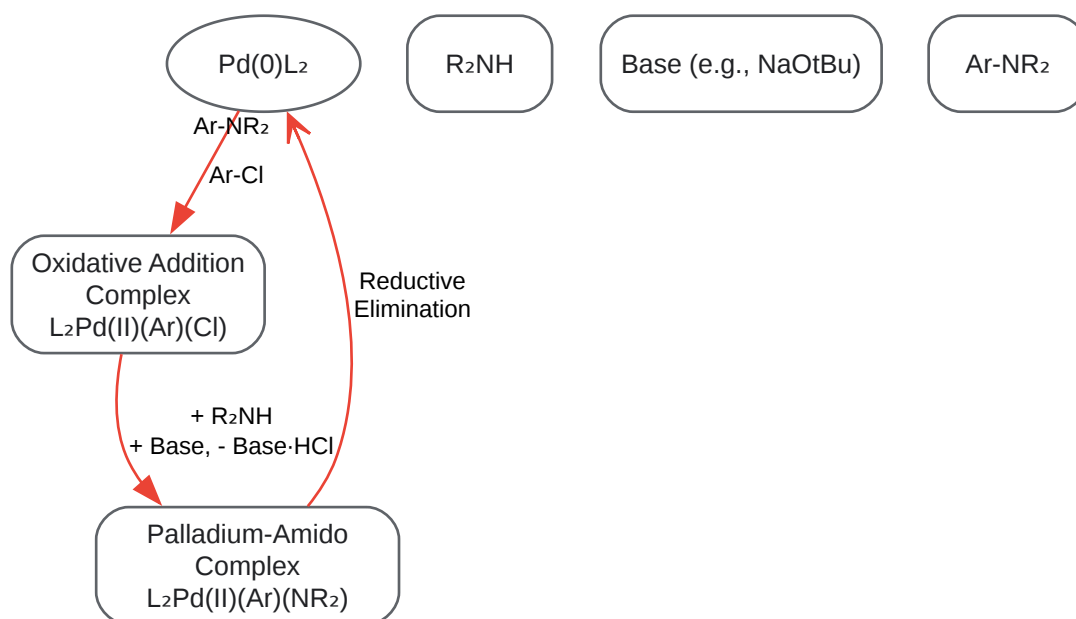 Pd(0)L₂
R₂NH
Base (e.g., NaOtBu)
Ar-NR₂
Ar-NR₂
Ar-Cl
Oxidative Addition
Complex
L₂Pd(II)(Ar)(Cl)
Reductive
Elimination
+ R₂NH
+ Base, - Base·HCl
Palladium-Amido
Complex
L₂Pd(II)(Ar)(NR₂)